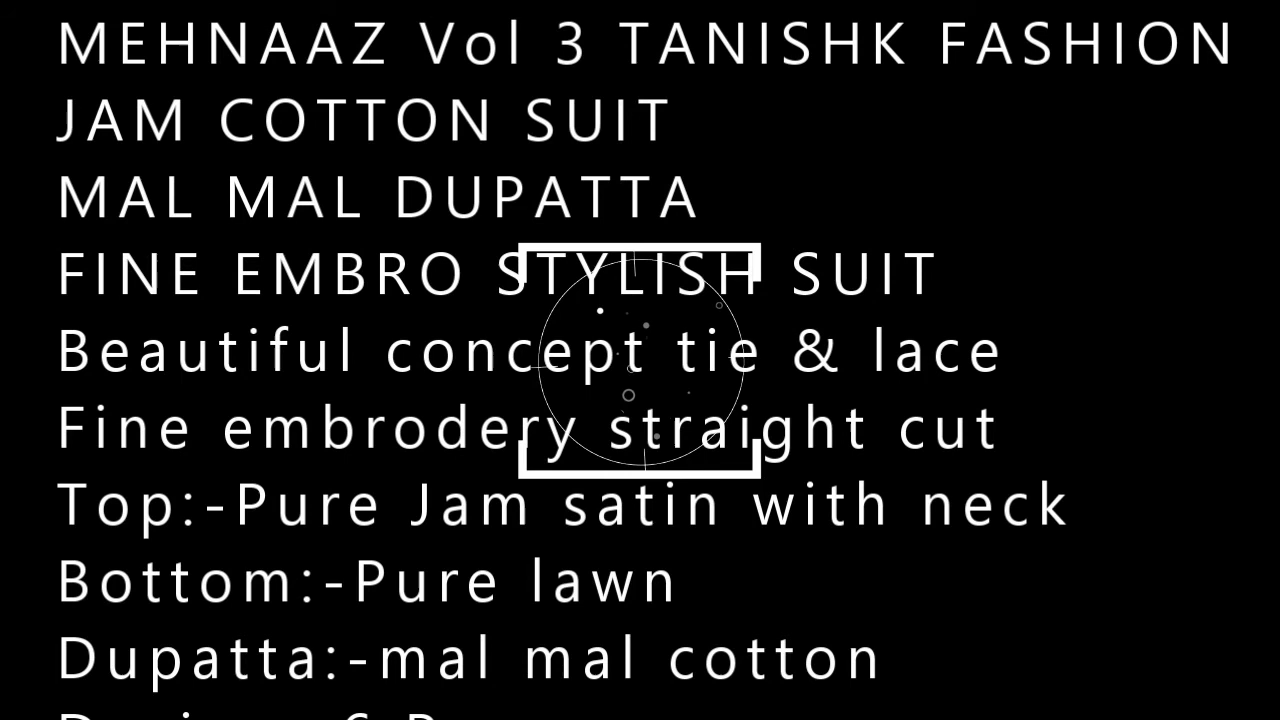 MEHNAAZ Vol 3 TANISHK FASHION
JAM COTTON SUIT
MAL MAL DUPATTA
FINE EMBRO STYLISH SUIT
Beautiful concept tie & lace
Fine embrodery straight cut
Top:-Pure Jam satin with neck
Bottom:-Pure lawn
Dupatta:-mal mal cotton